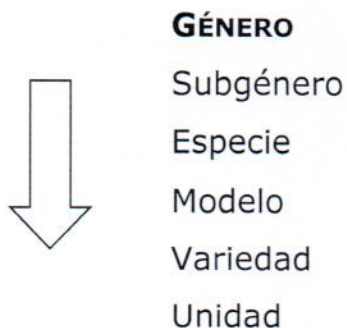 GÉNERO
Subgénero
Especie
Modelo
Variedad
Unidad